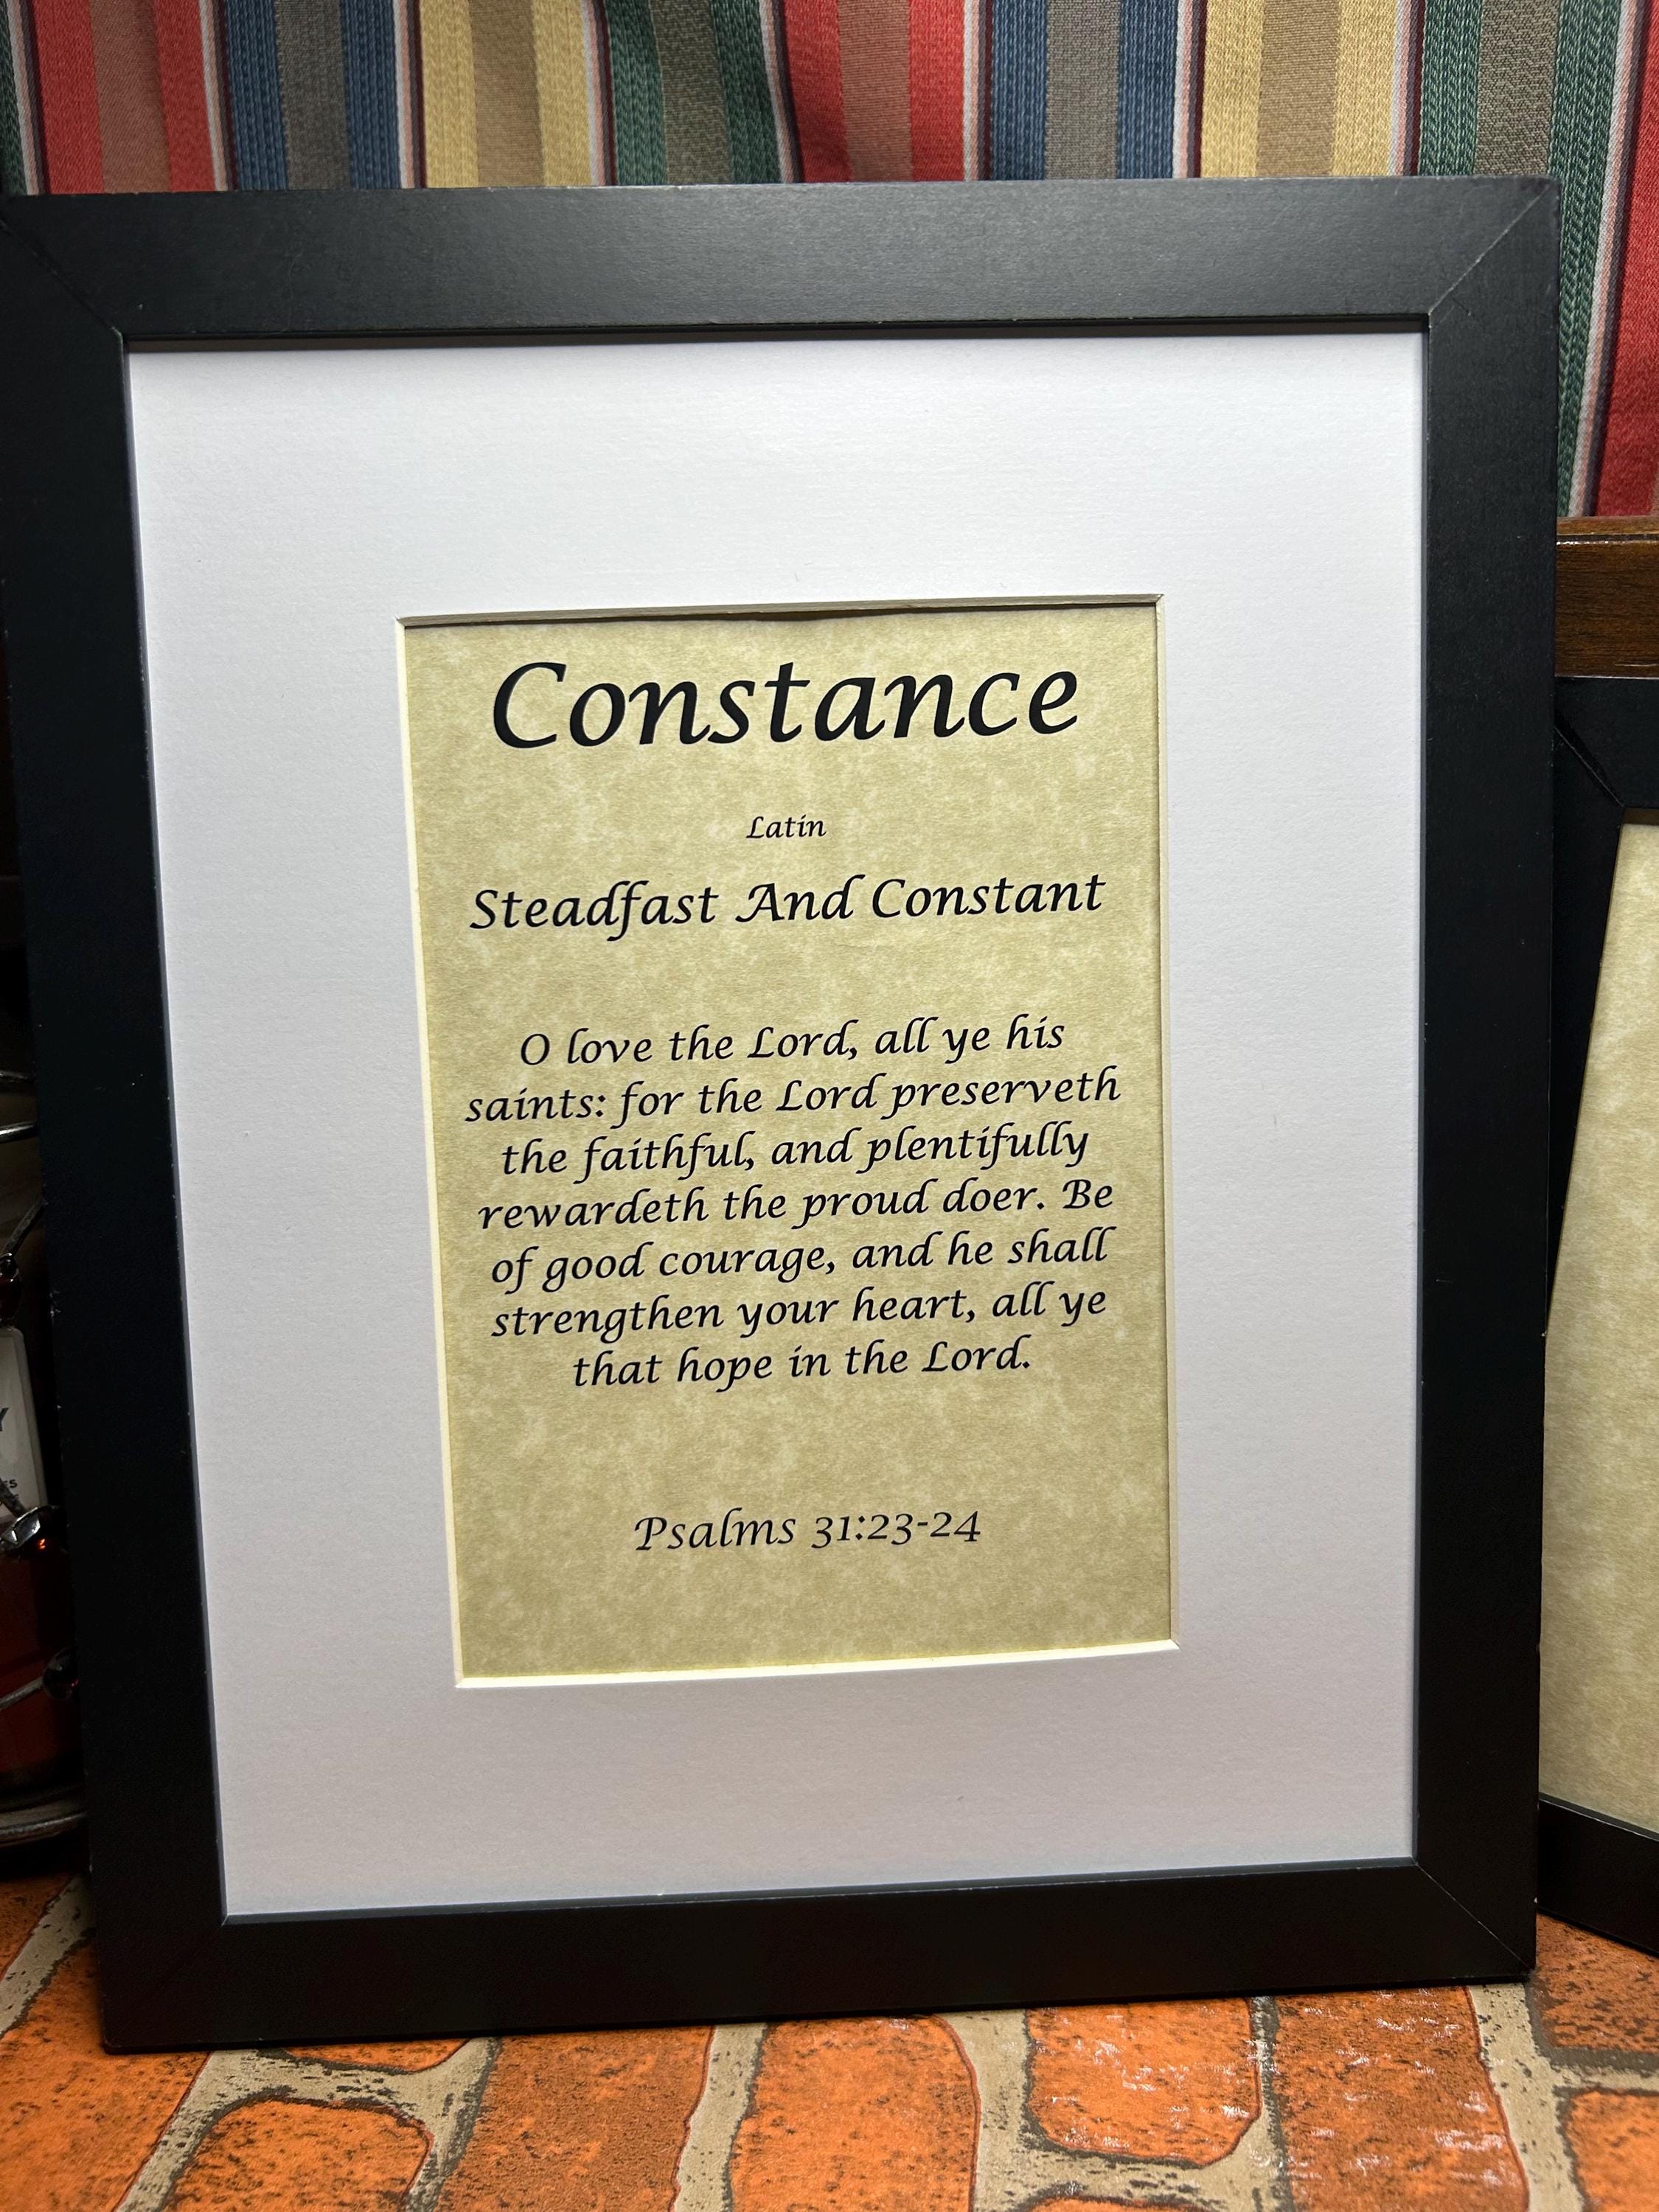 Constance
Latin
Steadfast And Constant
O love the Lord, all ye his
saints: for the Lord preserveth
the faithful, and plentifully
rewardeth the proud doer. Be
of good courage, and he shall
strengthen your heart, all ye
that hope in the Lord.
Psalms 31:23-24